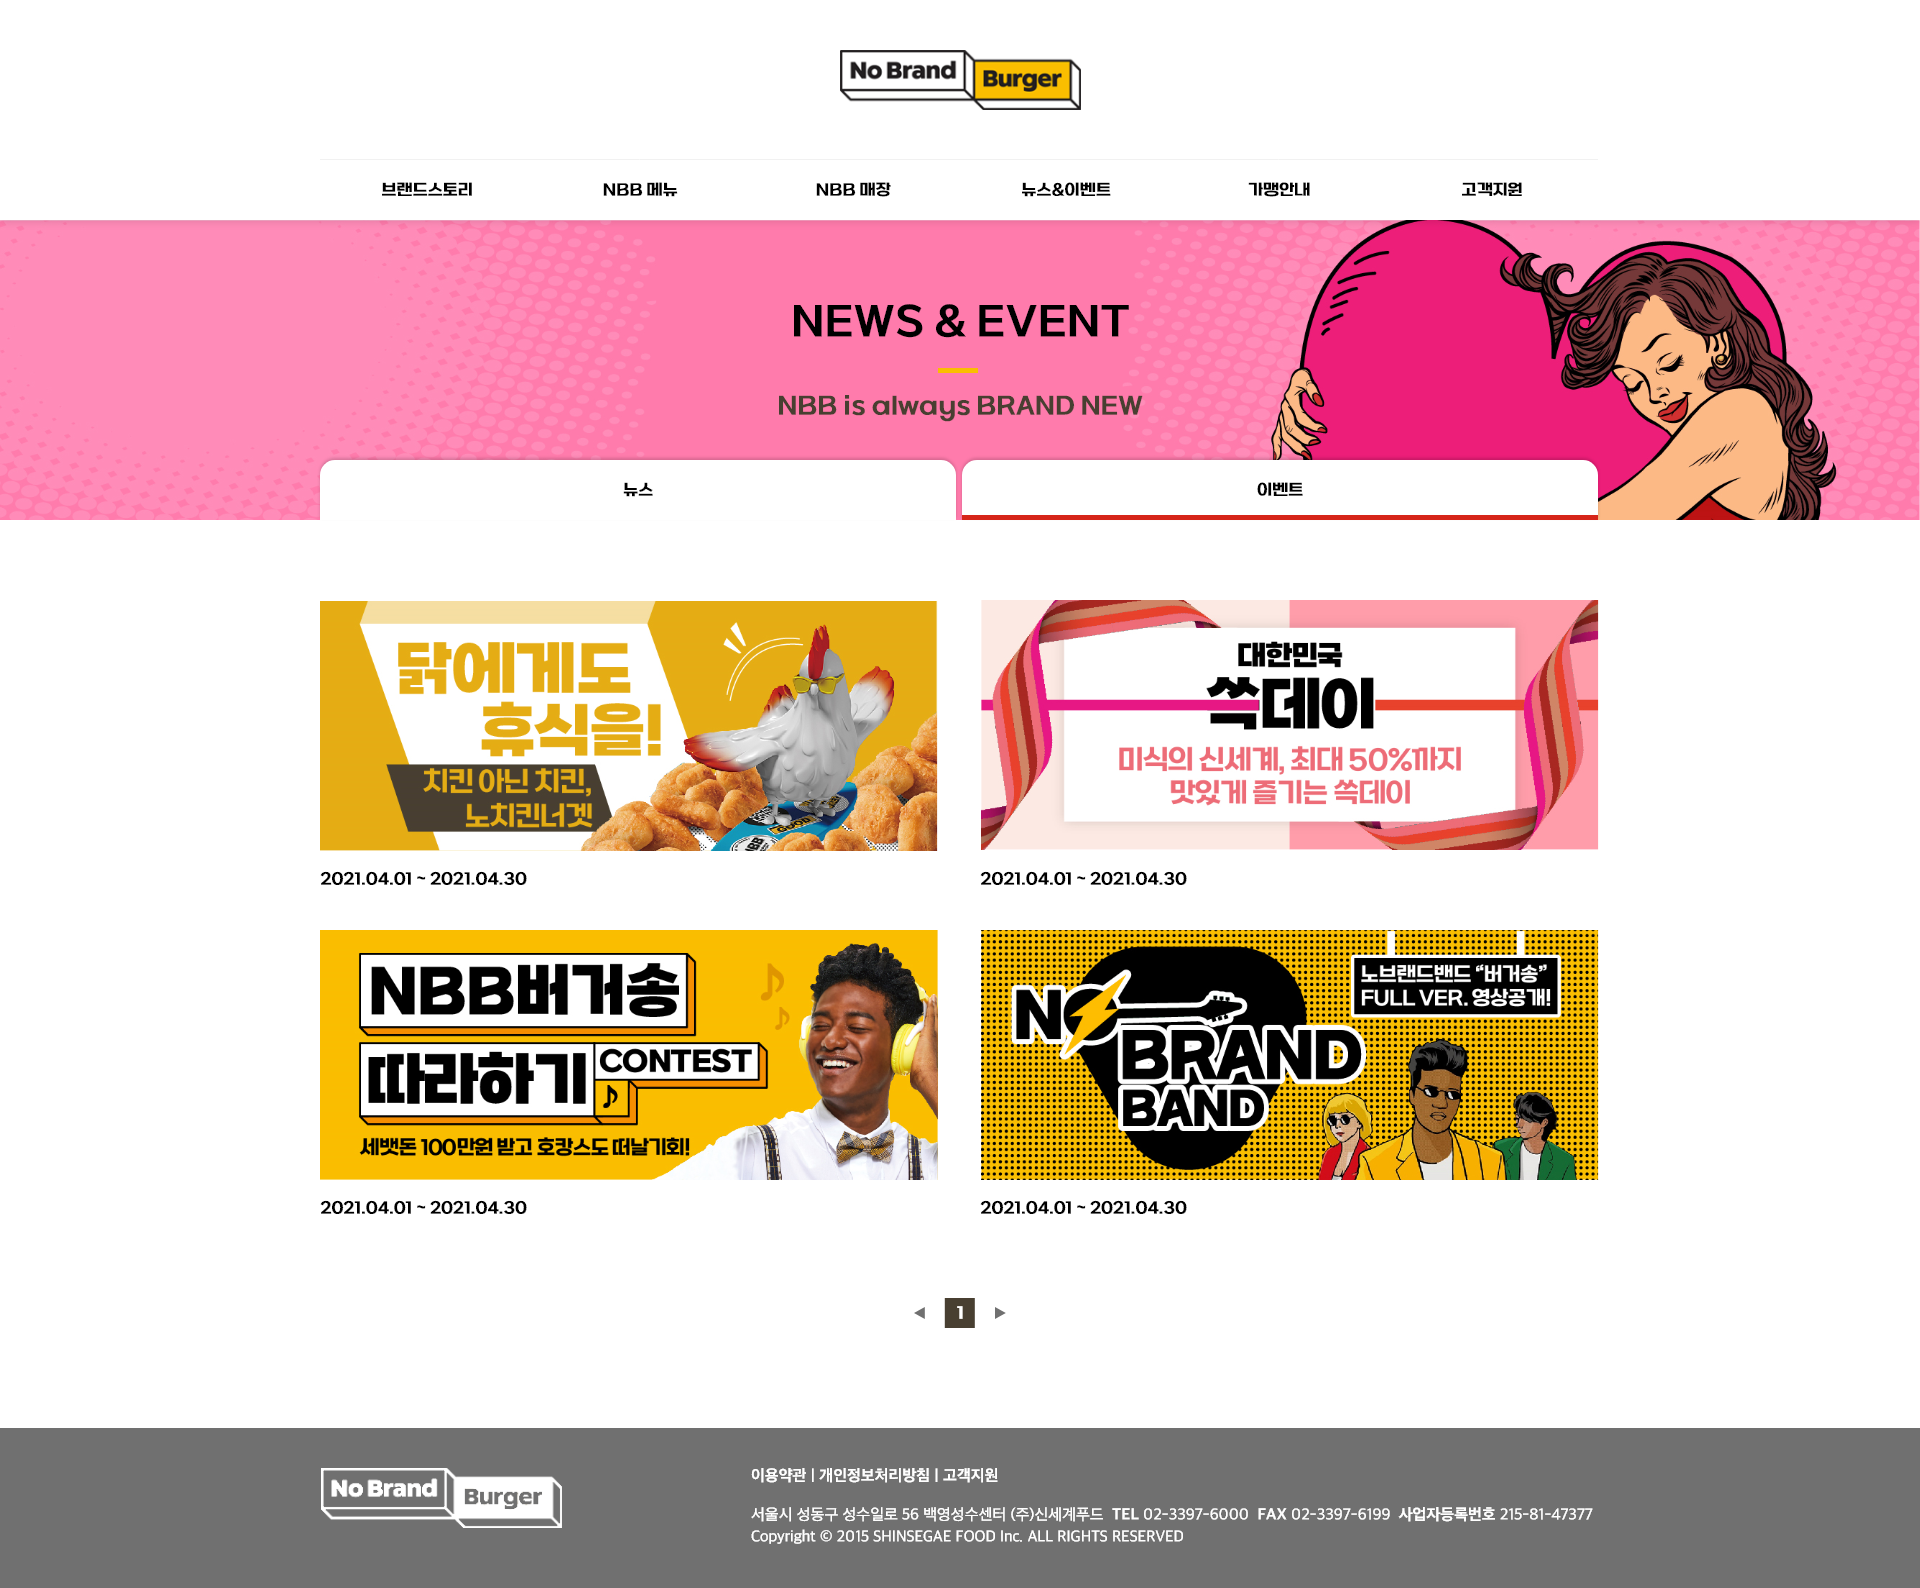 No Brand Burger
브랜드스토리
NBB 메뉴
NBB 매장
뉴스&이벤트
가맹안내
고객지원
NEWS & EVENT
NBB is always BRAND NEW
뉴스
이벤트
닭에게도
휴식을!
치킨 아닌 치킨,
노치킨너겟
GOOD
NBB
2021.04.01 ~ 2021.04.30
대한민국
쓱데이
미식의 신세계, 최대 50%까지
맛있게 즐기는 쓱데이
2021.04.01 ~ 2021.04.30
NBB버거송
따라하기 CONTEST
세뱃돈 100만원 받고 호캉스도 떠날기회!
2021.04.01 ~ 2021.04.30
노브랜드밴드 “버거송”
FULL VER. 영상공개!
NO
BRAND
BAND
2021.04.01 ~ 2021.04.30
◀ 1 ▶
No Brand Burger
이용약관 | 개인정보처리방침 | 고객지원
서울시 성동구 성수일로 56 백영성수센터 (주)신세계푸드 TEL 02-3397-6000 FAX 02-3397-6199 사업자등록번호 215-81-47377
Copyright © 2015 SHINSEGAE FOOD Inc. ALL RIGHTS RESERVED